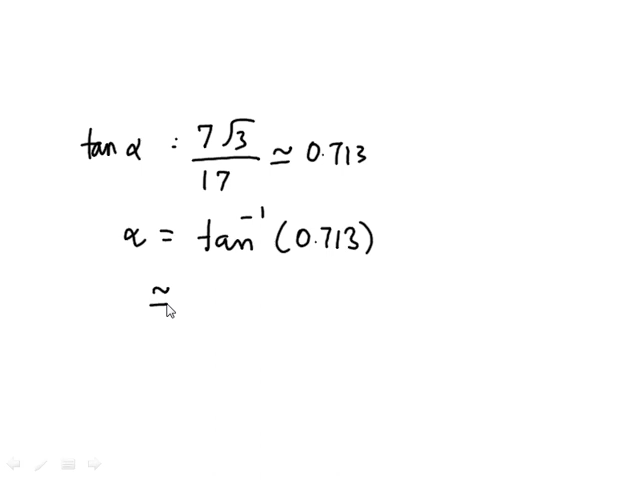 tan α : 7√3/17 ≃ 0.713
α = tan⁻¹ (0.713)
≃